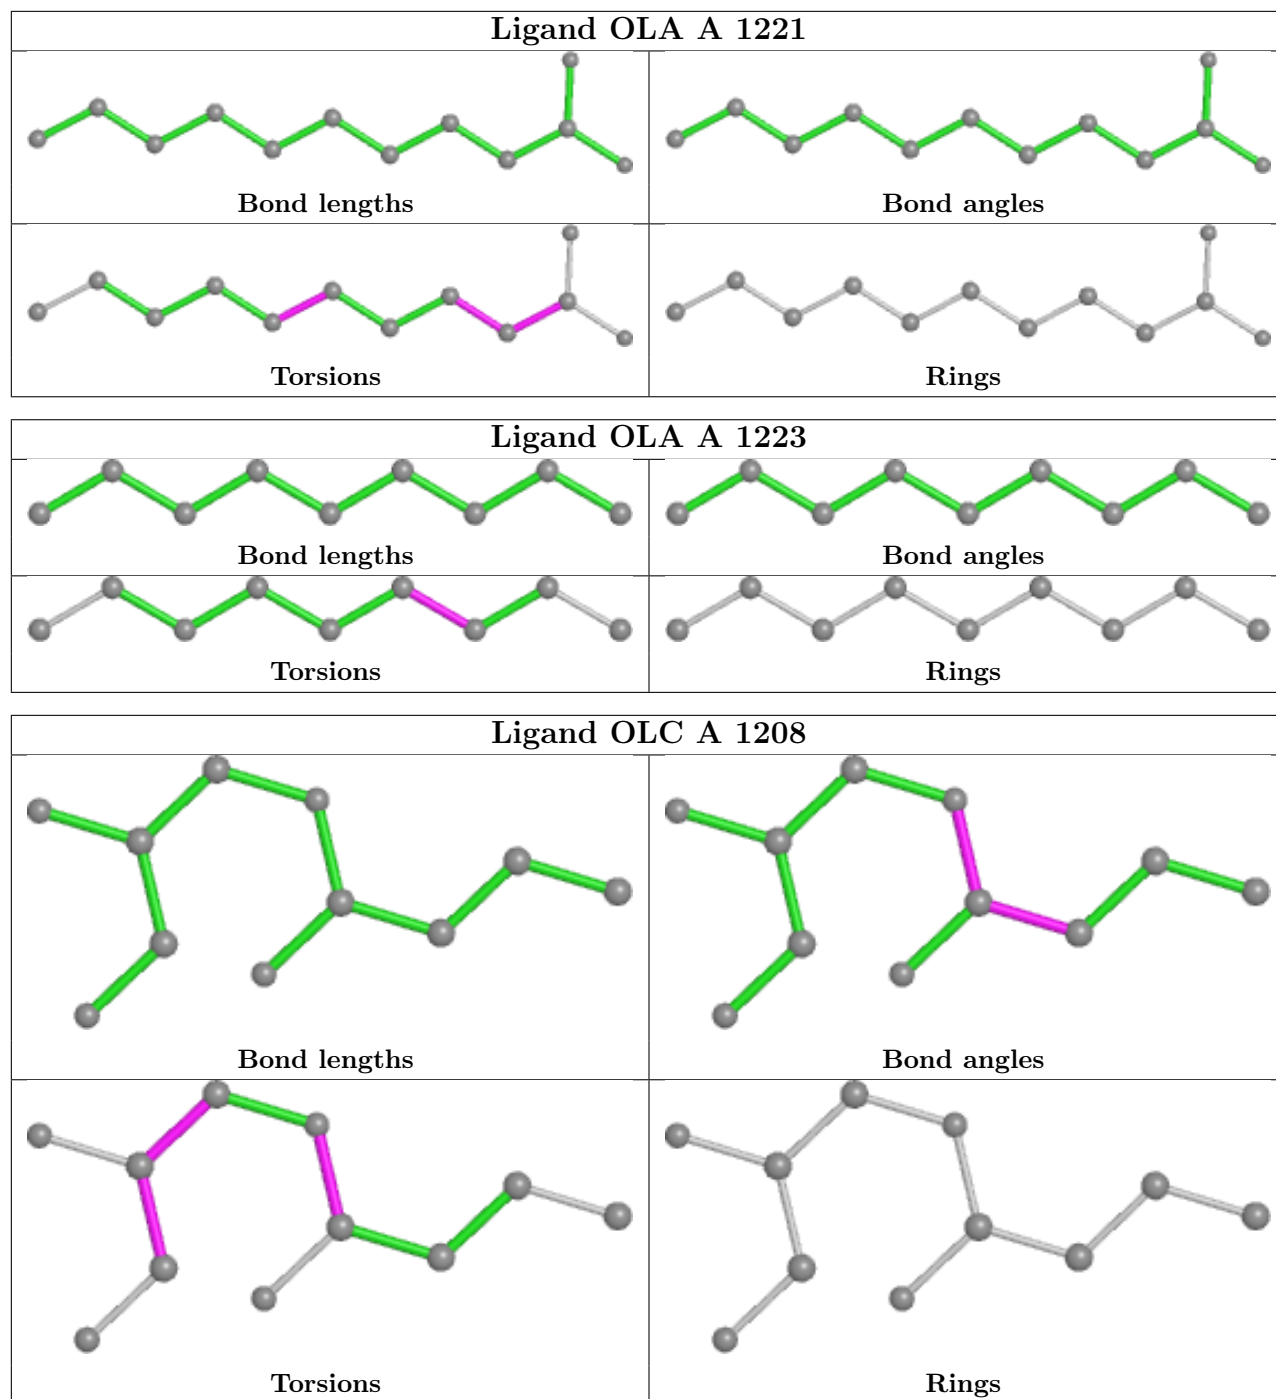 Ligand OLA A 1221
Bond lengths
Bond angles
Torsions
Rings
Ligand OLA A 1223
Bond lengths
Bond angles
Torsions
Rings
Ligand OLC A 1208
Bond lengths
Bond angles
Torsions
Rings